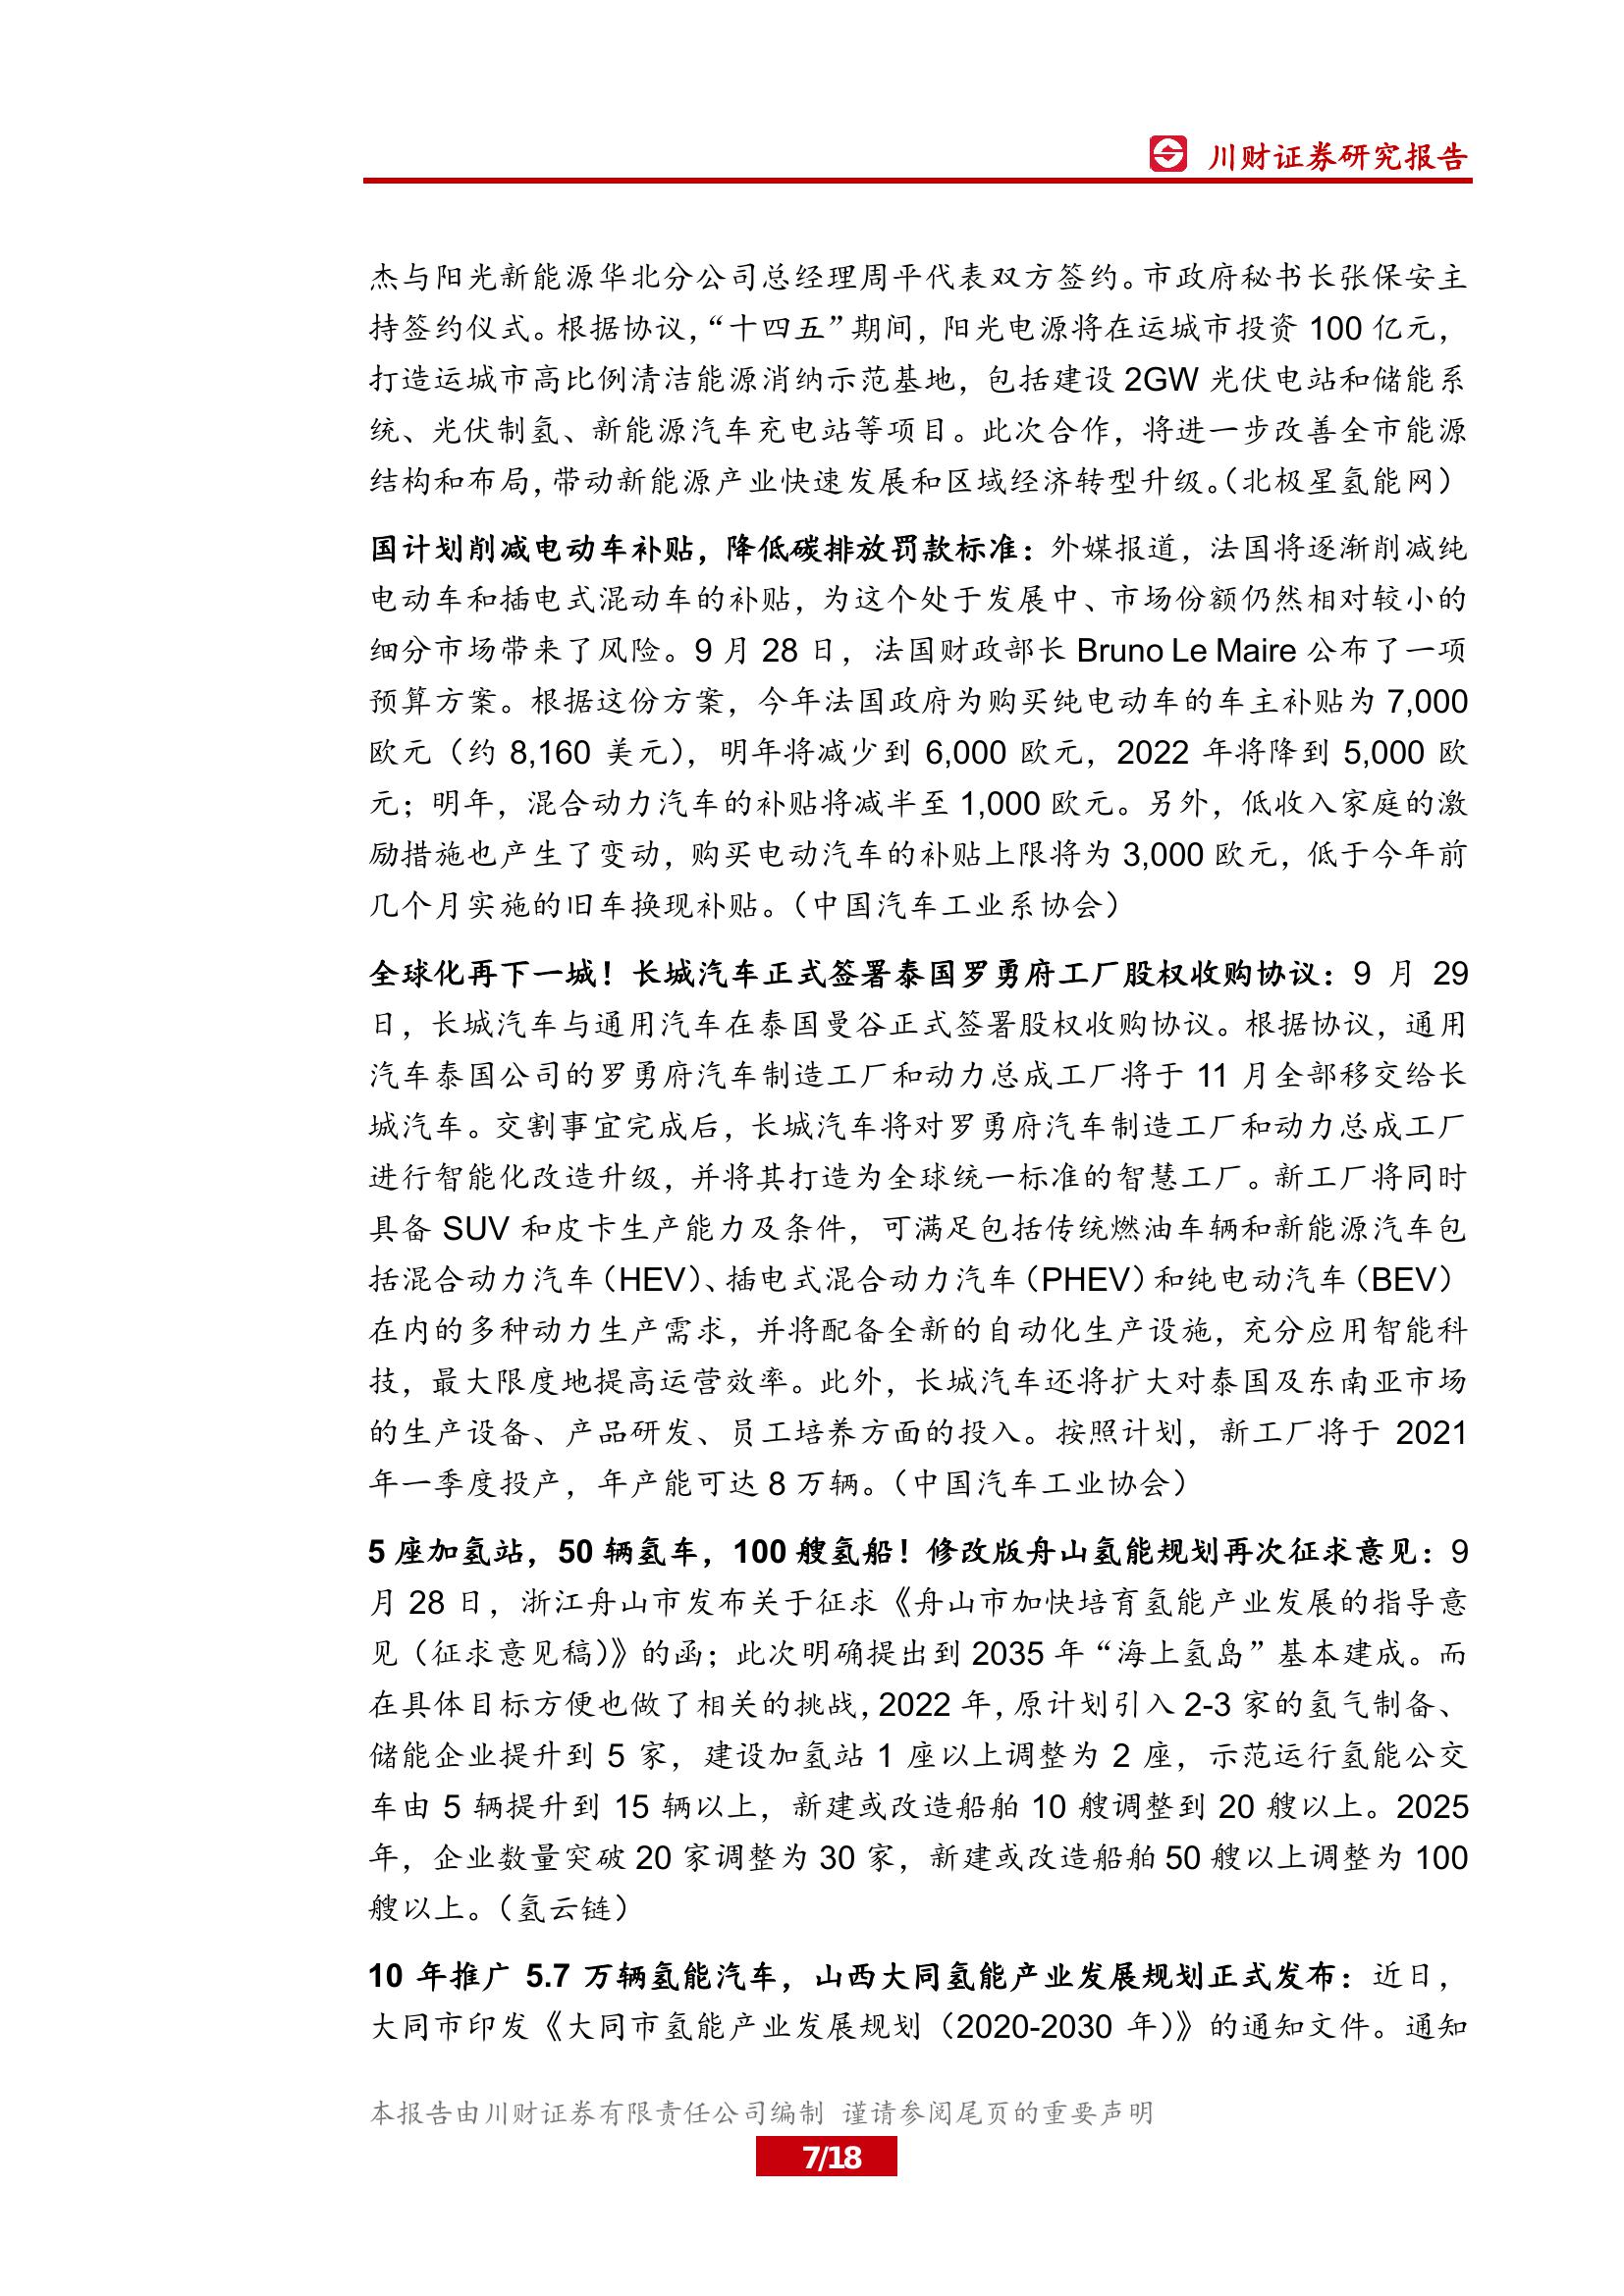 川财证券研究报告
杰与阳光新能源华北分公司总经理周平代表双方签约。市政府秘书长张保安主
持签约仪式。根据协议，“十四五”期间，阳光电源将在运城市投资 100 亿元，
打造运城市高比例清洁能源消纳示范基地，包括建设 2GW 光伏电站和储能系
统、光伏制氢、新能源汽车充电站等项目。此次合作，将进一步改善全市能源
结构和布局，带动新能源产业快速发展和区域经济转型升级。（北极星氢能网）
国计划削减电动车补贴，降低碳排放罚款标准：外媒报道，法国将逐渐削减纯
电动车和插电式混动车的补贴，为这个处于发展中、市场份额仍然相对较小的
细分市场带来了风险。9 月 28 日，法国财政部长 Bruno Le Maire 公布了一项
预算方案。根据这份方案，今年法国政府为购买纯电动车的车主补贴为 7,000
欧元（约 8,160 美元），明年将减少到 6,000 欧元，2022 年将降到 5,000 欧
元；明年，混合动力汽车的补贴将减半至 1,000 欧元。另外，低收入家庭的激
励措施也产生了变动，购买电动汽车的补贴上限将为 3,000 欧元，低于今年前
几个月实施的旧车换现补贴。（中国汽车工业系协会）
全球化再下一城！长城汽车正式签署泰国罗勇府工厂股权收购协议：9 月 29
日，长城汽车与通用汽车在泰国曼谷正式签署股权收购协议。根据协议，通用
汽车泰国公司的罗勇府汽车制造工厂和动力总成工厂将于 11 月全部移交给长
城汽车。交割事宜完成后，长城汽车将对罗勇府汽车制造工厂和动力总成工厂
进行智能化改造升级，并将其打造为全球统一标准的智慧工厂。新工厂将同时
具备 SUV 和皮卡生产能力及条件，可满足包括传统燃油车辆和新能源汽车包
括混合动力汽车（HEV）、插电式混合动力汽车（PHEV）和纯电动汽车（BEV）
在内的多种动力生产需求，并将配备全新的自动化生产设施，充分应用智能科
技，最大限度地提高运营效率。此外，长城汽车还将扩大对泰国及东南亚市场
的生产设备、产品研发、员工培养方面的投入。按照计划，新工厂将于 2021
年一季度投产，年产能可达 8 万辆。（中国汽车工业协会）
5 座加氢站，50 辆氢车，100 艘氢船！修改版舟山氢能规划再次征求意见：9
月 28 日，浙江舟山市发布关于征求《舟山市加快培育氢能产业发展的指导意
见（征求意见稿）》的函；此次明确提出到 2035 年“海上氢岛”基本建成。而
在具体目标方便也做了相关的挑战，2022 年，原计划引入 2-3 家的氢气制备、
储能企业提升到 5 家，建设加氢站 1 座以上调整为 2 座，示范运行氢能公交
车由 5 辆提升到 15 辆以上，新建或改造船舶 10 艘调整到 20 艘以上。2025
年，企业数量突破 20 家调整为 30 家，新建或改造船舶 50 艘以上调整为 100
艘以上。（氢云链）
10 年推广 5.7 万辆氢能汽车，山西大同氢能产业发展规划正式发布：近日，
大同市印发《大同市氢能产业发展规划（2020-2030 年）》的通知文件。通知
本报告由川财证券有限责任公司编制 谨请参阅尾页的重要声明
7/18